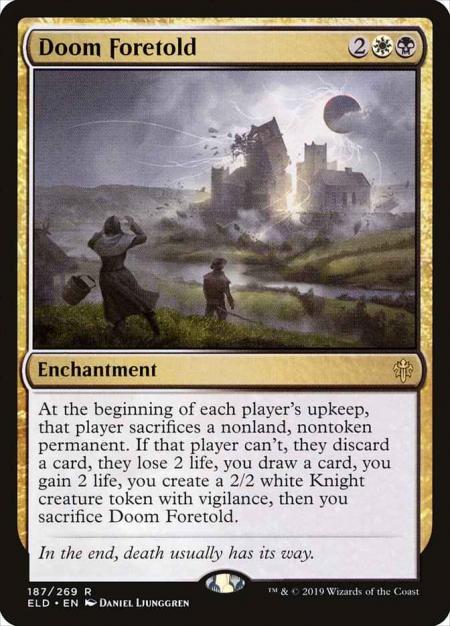 Doom Foretold 2
Enchantment
At the beginning of each player's upkeep,
that player sacrifices a nonland, nontoken
permanent. If that player can't, they discard
a card, they lose 2 life, you draw a card, you
gain 2 life, you create a 2/2 white Knight
creature token with vigilance, then you
sacrifice Doom Foretold.
In the end, death usually has its way.
187/269 R
ELD • EN Daniel Ljunggren
™ & © 2019 Wizards of the Coast